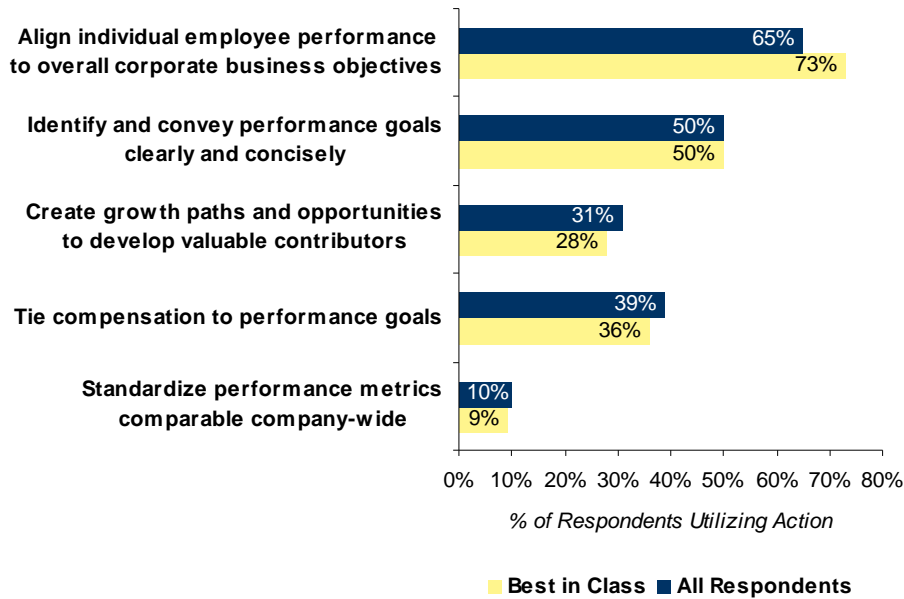 Align individual employee performance
to overall corporate business objectives
65%
73%
Identify and convey performance goals
clearly and concisely
50%
50%
Create growth paths and opportunities
to develop valuable contributors
31%
28%
Tie compensation to performance goals
39%
36%
Standardize performance metrics
comparable company-wide
10%
9%
0% 10% 20% 30% 40% 50% 60% 70% 80%
% of Respondents Utilizing Action
Best in Class All Respondents